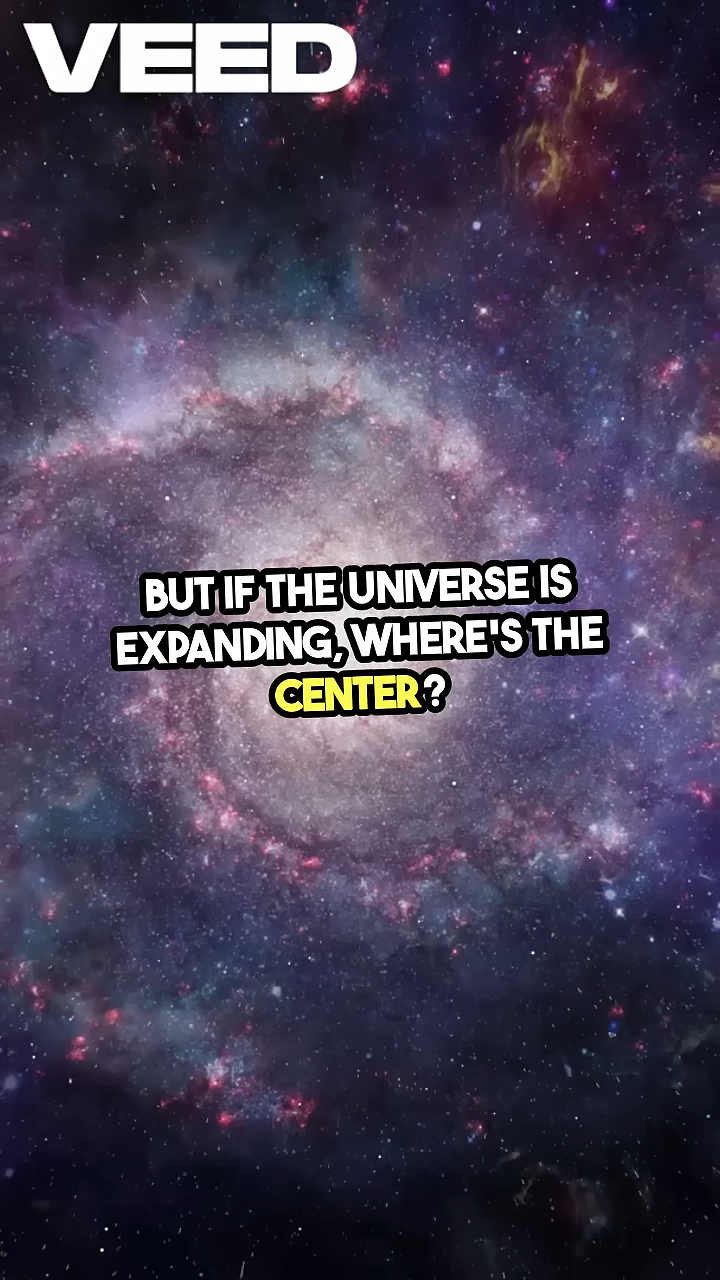 VEED
BUT IF THE UNIVERSE IS
EXPANDING, WHERE'S THE
CENTER?